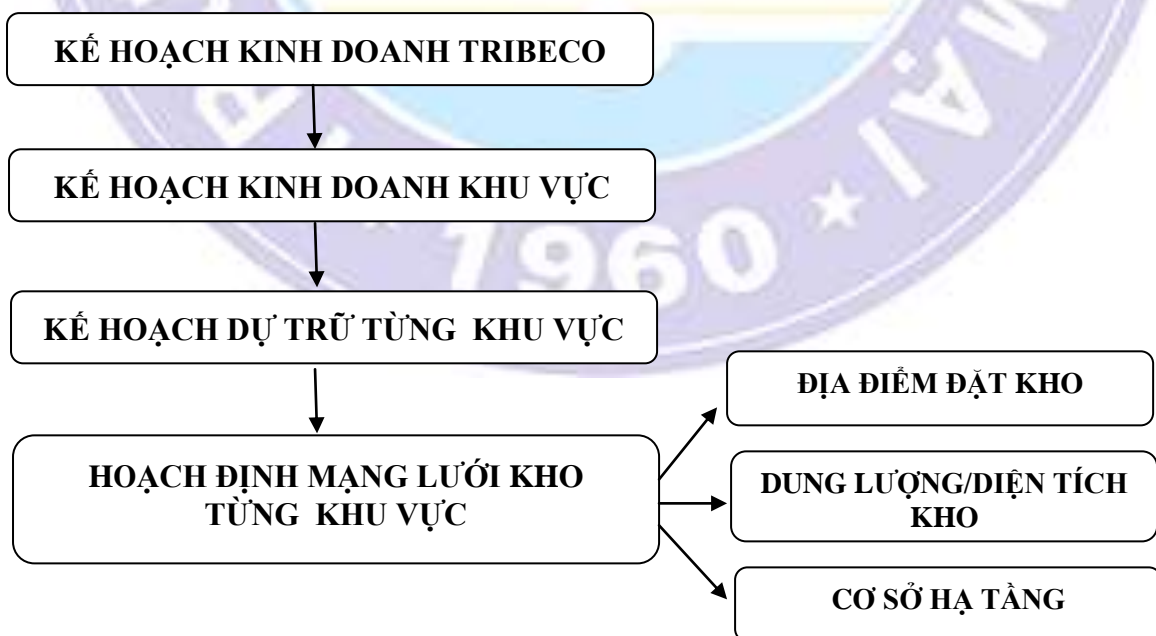 KẾ HOẠCH KINH DOANH TRIBECO
KẾ HOẠCH KINH DOANH KHU VỰC
1960
KẾ HOẠCH DỰ TRỮ TỪNG KHU VỰC
HOẠCH ĐỊNH MẠNG LƯỚI KHO
TỪNG KHU VỰC
ĐỊA ĐIỂM ĐẶT KHO
DUNG LƯỢNG/DIỆN TÍCH
KHO
CƠ SỞ HẠ TẦNG
MẠI